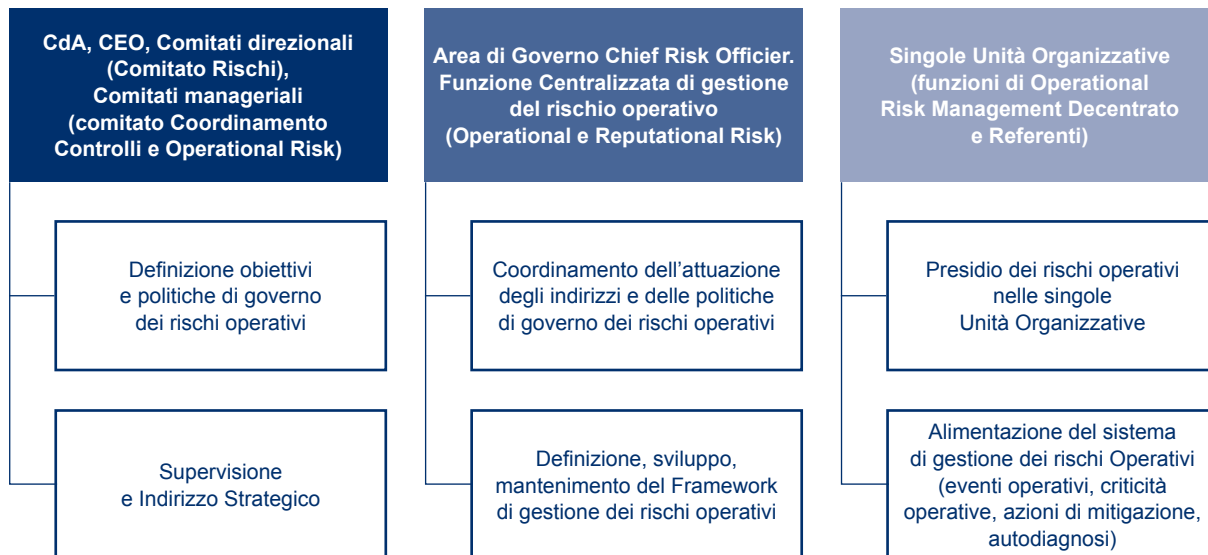 CdA, CEO, Comitati direzionali
(Comitato Rischi),
Comitati manageriali
(comitato Coordinamento
Controlli e Operational Risk)
Definizione obiettivi
e politiche di governo
dei rischi operativi
Supervisione
e Indirizzo Strategico
Area di Governo Chief Risk Officier.
Funzione Centralizzata di gestione
del rischio operativo
(Operational e Reputational Risk)
Coordinamento dell’attuazione
degli indirizzi e delle politiche
di governo dei rischi operativi
Definizione, sviluppo,
mantenimento del Framework
di gestione dei rischi operativi
Singole Unità Organizzative
(funzioni di Operational
Risk Management Decentrato
e Referenti)
Presidio dei rischi operativi
nelle singole
Unità Organizzative
Alimentazione del sistema
di gestione dei rischi Operativi
(eventi operativi, criticità
operative, azioni di mitigazione,
autodiagnosi)